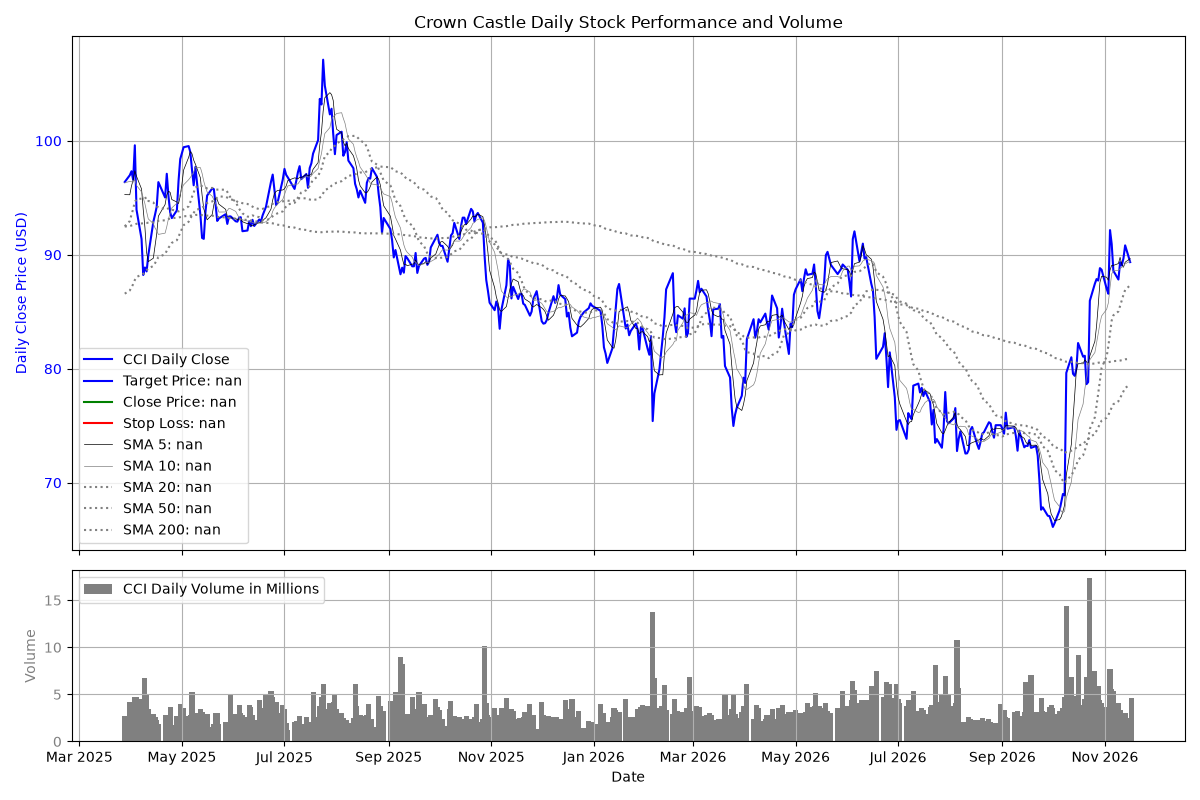 Crown Castle Daily Stock Performance and Volume
Daily Close Price (USD)
100
90
80
70
CCI Daily Close
Target Price: nan
Close Price: nan
Stop Loss: nan
SMA 5: nan
SMA 10: nan
SMA 20: nan
SMA 50: nan
SMA 200: nan
CCI Daily Volume in Millions
Volume
15
10
5
0
Mar 2025 May 2025 Jul 2025 Sep 2025 Nov 2025 Jan 2026 Mar 2026 May 2026 Jul 2026 Sep 2026 Nov 2026
Date